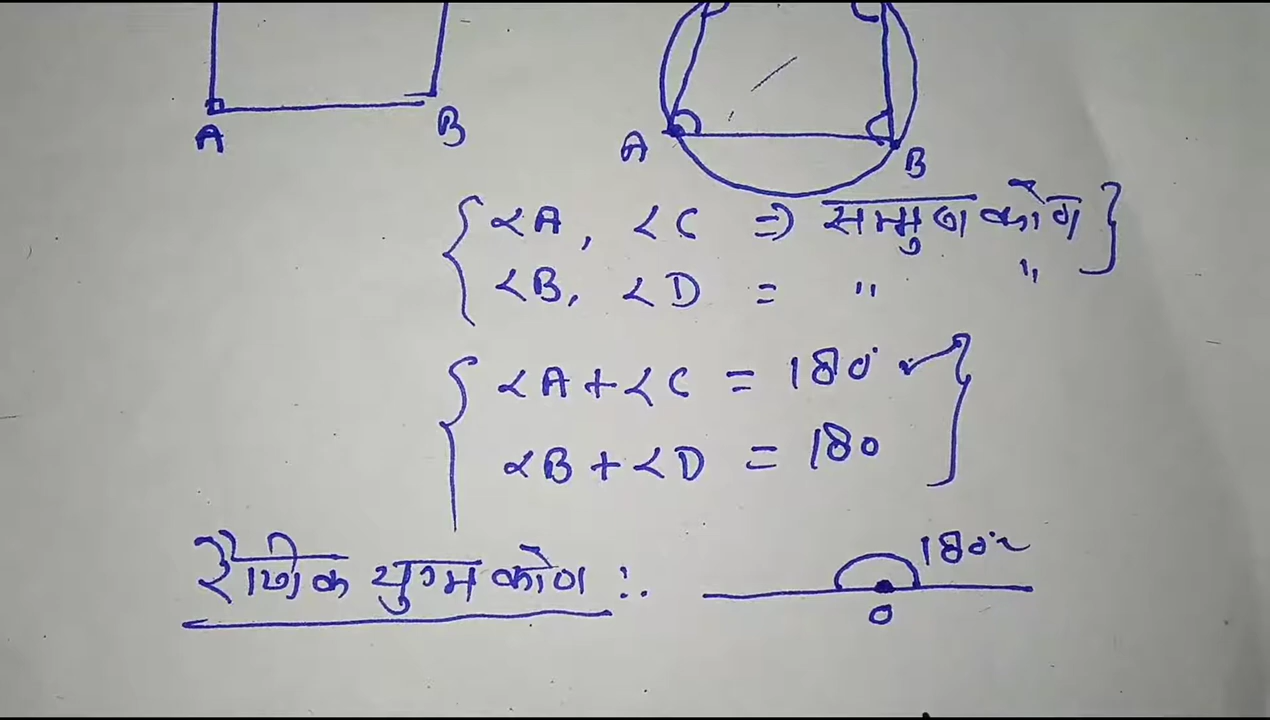 A B
A B
∠A, ∠C ⇒ सम्मुख कोण
∠B, ∠D = " "
∠A + ∠C = 180°
∠B + ∠D = 180
रैखिक युग्म कोण :. 180°
O